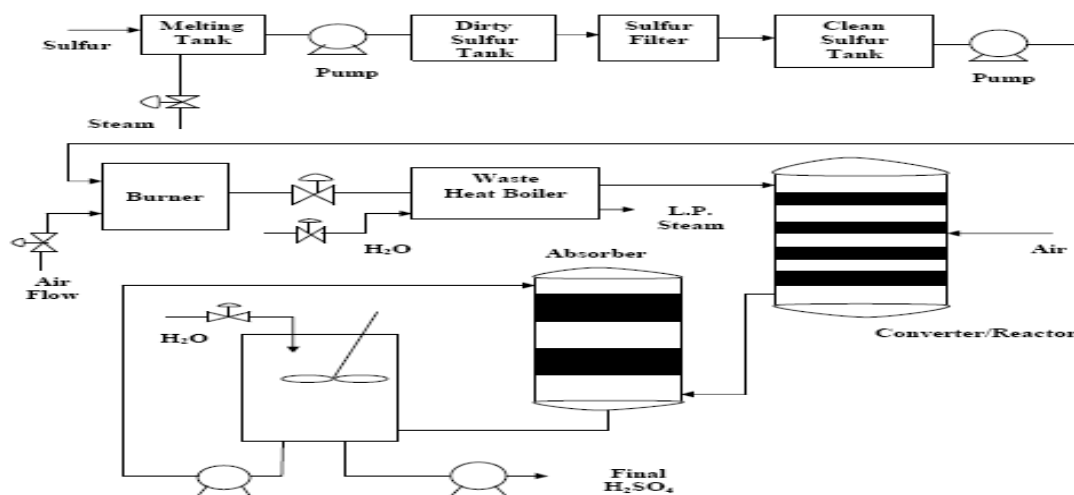 Sulfur
Melting
Tank
Pump
Dirty
Sulfur
Tank
Sulfur
Filter
Clean
Sulfur
Tank
Pump
Steam
Burner
Waste
Heat Boiler
L.P.
Steam
H₂O
Air
Flow
Absorber
Air
Converter/Reactor
H₂O
Final
H₂SO₄